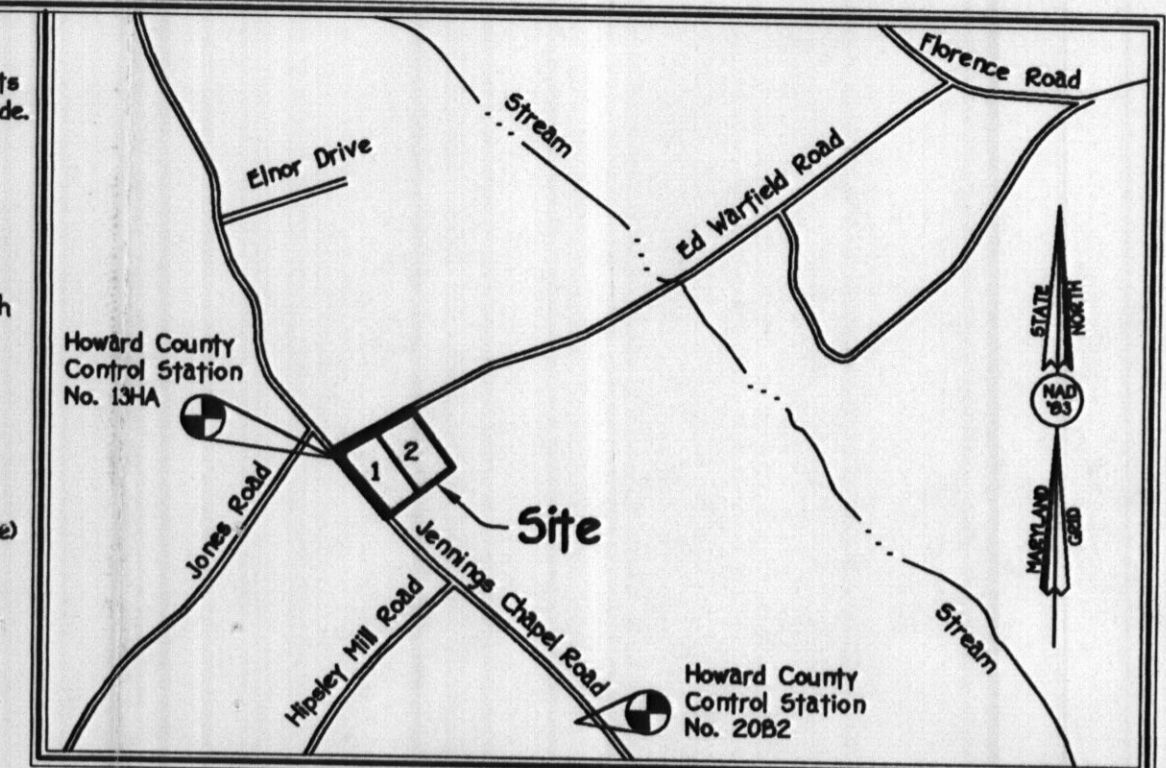 ts
de.
h
e)
Florence Road
Stream
Elnor Drive
Ed Warfield Road
STATE
NORTH
Howard County
Control Station
No. 13HA
NAD
'83
1
2
Site
Jones Road
Jennings Chapel Road
MARYLAND
GRID
Hipsley Mill Road
Stream
Howard County
Control Station
No. 20B2